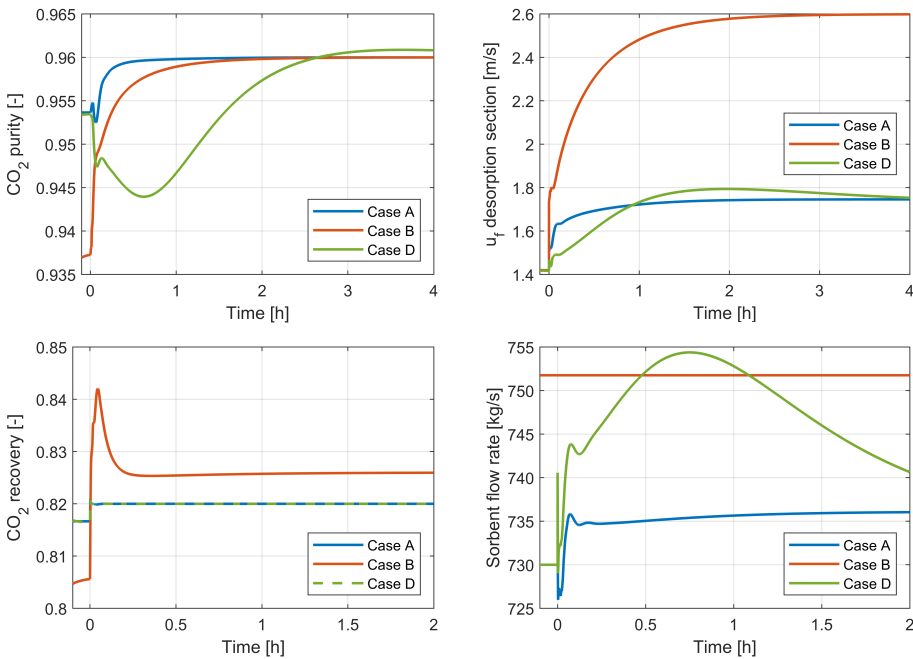 CO2 purity [-]
0.965
0.96
0.955
0.95
0.945
0.94
0.935
0
1
2
3
4
Time [h]
Case A
Case B
Case D
uf desorption section [m/s]
2.6
2.4
2.2
2
1.8
1.6
1.4
0
1
2
3
4
Time [h]
Case A
Case B
Case D
CO2 recovery [-]
0.85
0.84
0.83
0.82
0.81
0.8
0
0.5
1
1.5
2
Time [h]
Case A
Case B
Case D
Sorbent flow rate [kg/s]
755
750
745
740
735
730
725
0
0.5
1
1.5
2
Time [h]
Case A
Case B
Case D